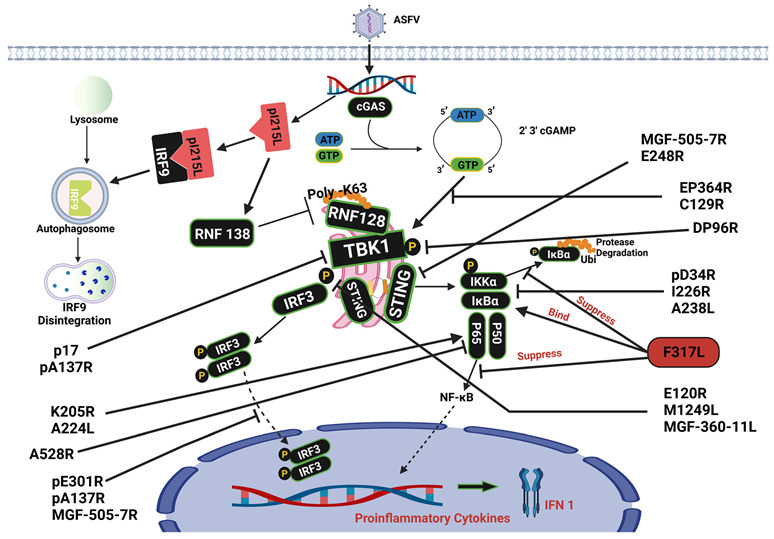 ASFV
cGAS
Lysosome
pI215L
pI215L
IRF9
ATP
GTP
5′
ATP
3′
2' 3' cGAMP
3′
GTP
5′
MGF-505-7R
E248R
EP364R
C129R
DP96R
IRF9
Autophagosome
RNF 138
Poly -K63
RNF128
TBK1
P
Protease
Degradation
P
IκBα
Ubi
IRF9
Disintegration
P
IRF3
STING
STING
P
IKKα
IκBα
P65
P50
pD34R
I226R
A238L
Suppress
Bind
F317L
Suppress
p17
pA137R
P
IRF3
P
IRF3
K205R
A224L
A528R
NF-κB
E120R
M1249L
MGF-360-11L
pE301R
pA137R
MGF-505-7R
P
IRF3
P
IRF3
Proinflammatory Cytokines
IFN 1